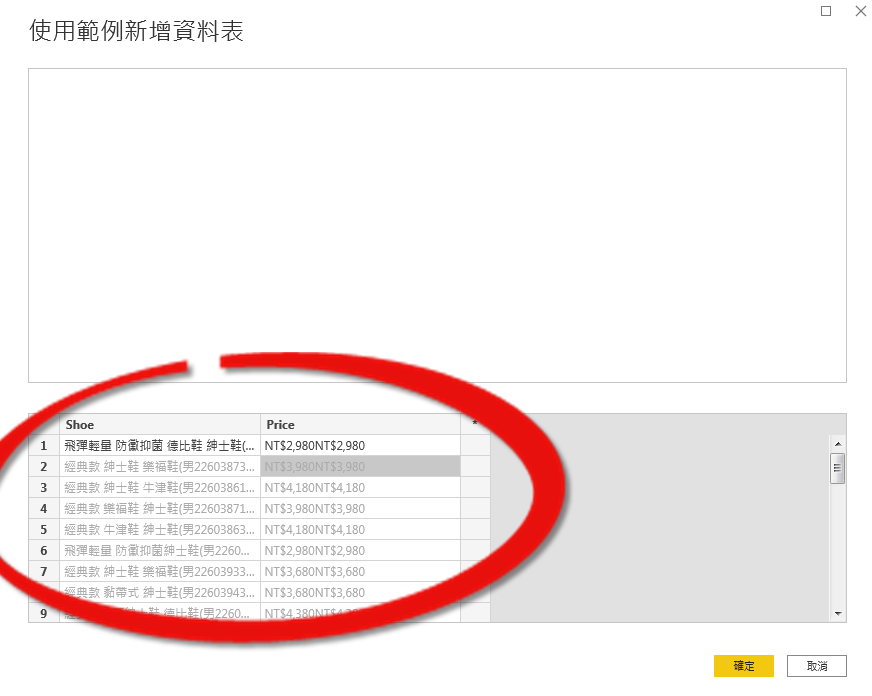 使用範例新增資料表
Shoe Price *
1 飛彈輕量 防黴抑菌 德比鞋 紳士鞋(... NT$2,980NT$2,980
2 經典款 紳士鞋 樂福鞋(男22603873... NT$3,980NT$3,980
3 經典款 紳士鞋 牛津鞋(男22603861... NT$4,180NT$4,180
4 經典款 樂福鞋 紳士鞋(男22603871... NT$3,980NT$3,980
5 經典款 牛津鞋 紳士鞋(男22603863... NT$4,180NT$4,180
6 飛彈輕量 防黴抑菌紳士鞋(男2260... NT$2,980NT$2,980
7 經典款 紳士鞋 樂福鞋(男22603933... NT$3,680NT$3,680
經典款 黏帶式 紳士鞋(男22603943... NT$3,680NT$3,680
9 紳士鞋 德比鞋(男2260... NT$4,380NT$4,
確定 取消